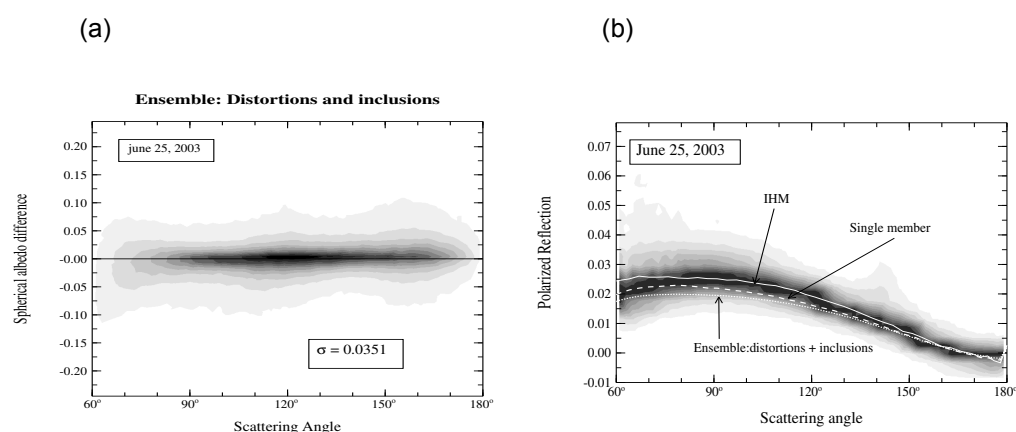 (a)
Ensemble: Distortions and inclusions
june 25, 2003
0.20
0.15
0.10
0.05
-0.00
-0.05
-0.10
-0.15
-0.20
Spherical albedo difference
σ = 0.0351
60° 90° 120° 150° 180°
Scattering Angle
(b)
June 25, 2003
0.07
0.06
0.05
0.04
0.03
0.02
0.01
0.00
-0.01
Polarized Reflection
IHM
Single member
Ensemble:distortions + inclusions
60° 90° 120° 150° 180°
Scattering angle